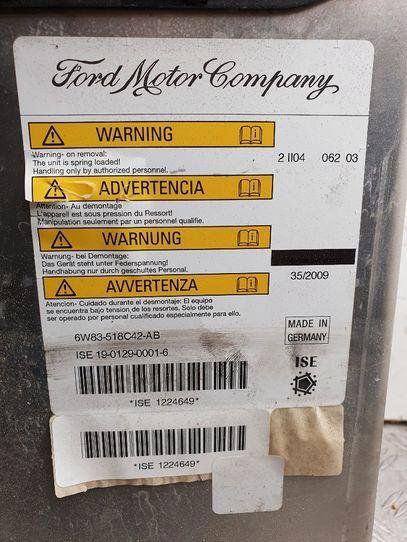 Ford Motor Company
WARNING
Warning- on removal:
The unit is spring loaded!
Handling only by authorized personnel.
2 II04 062 03
ADVERTENCIA
Attention- Au demontage
L'appareil est sous pression du Ressort!
Manipulation seulement par un personnel qualifie.
WARNUNG
Warnung- bei Demontage:
Das Gerät steht unter Federspannung!
Handhabung nur durch geschultes Personal.
35/2009
AVVERTENZA
Atencion- Cuidado durante el desmontaje: El equipo
se encuentra bajo tension de los resortes. Solo debe
ser operado por personal cualificado especialmente para ello.
6W83-518C42-AB
MADE IN
GERMANY
ISE 19-0129-0001-6
ISE
*ISE 1224649*
*ISE 1224649*